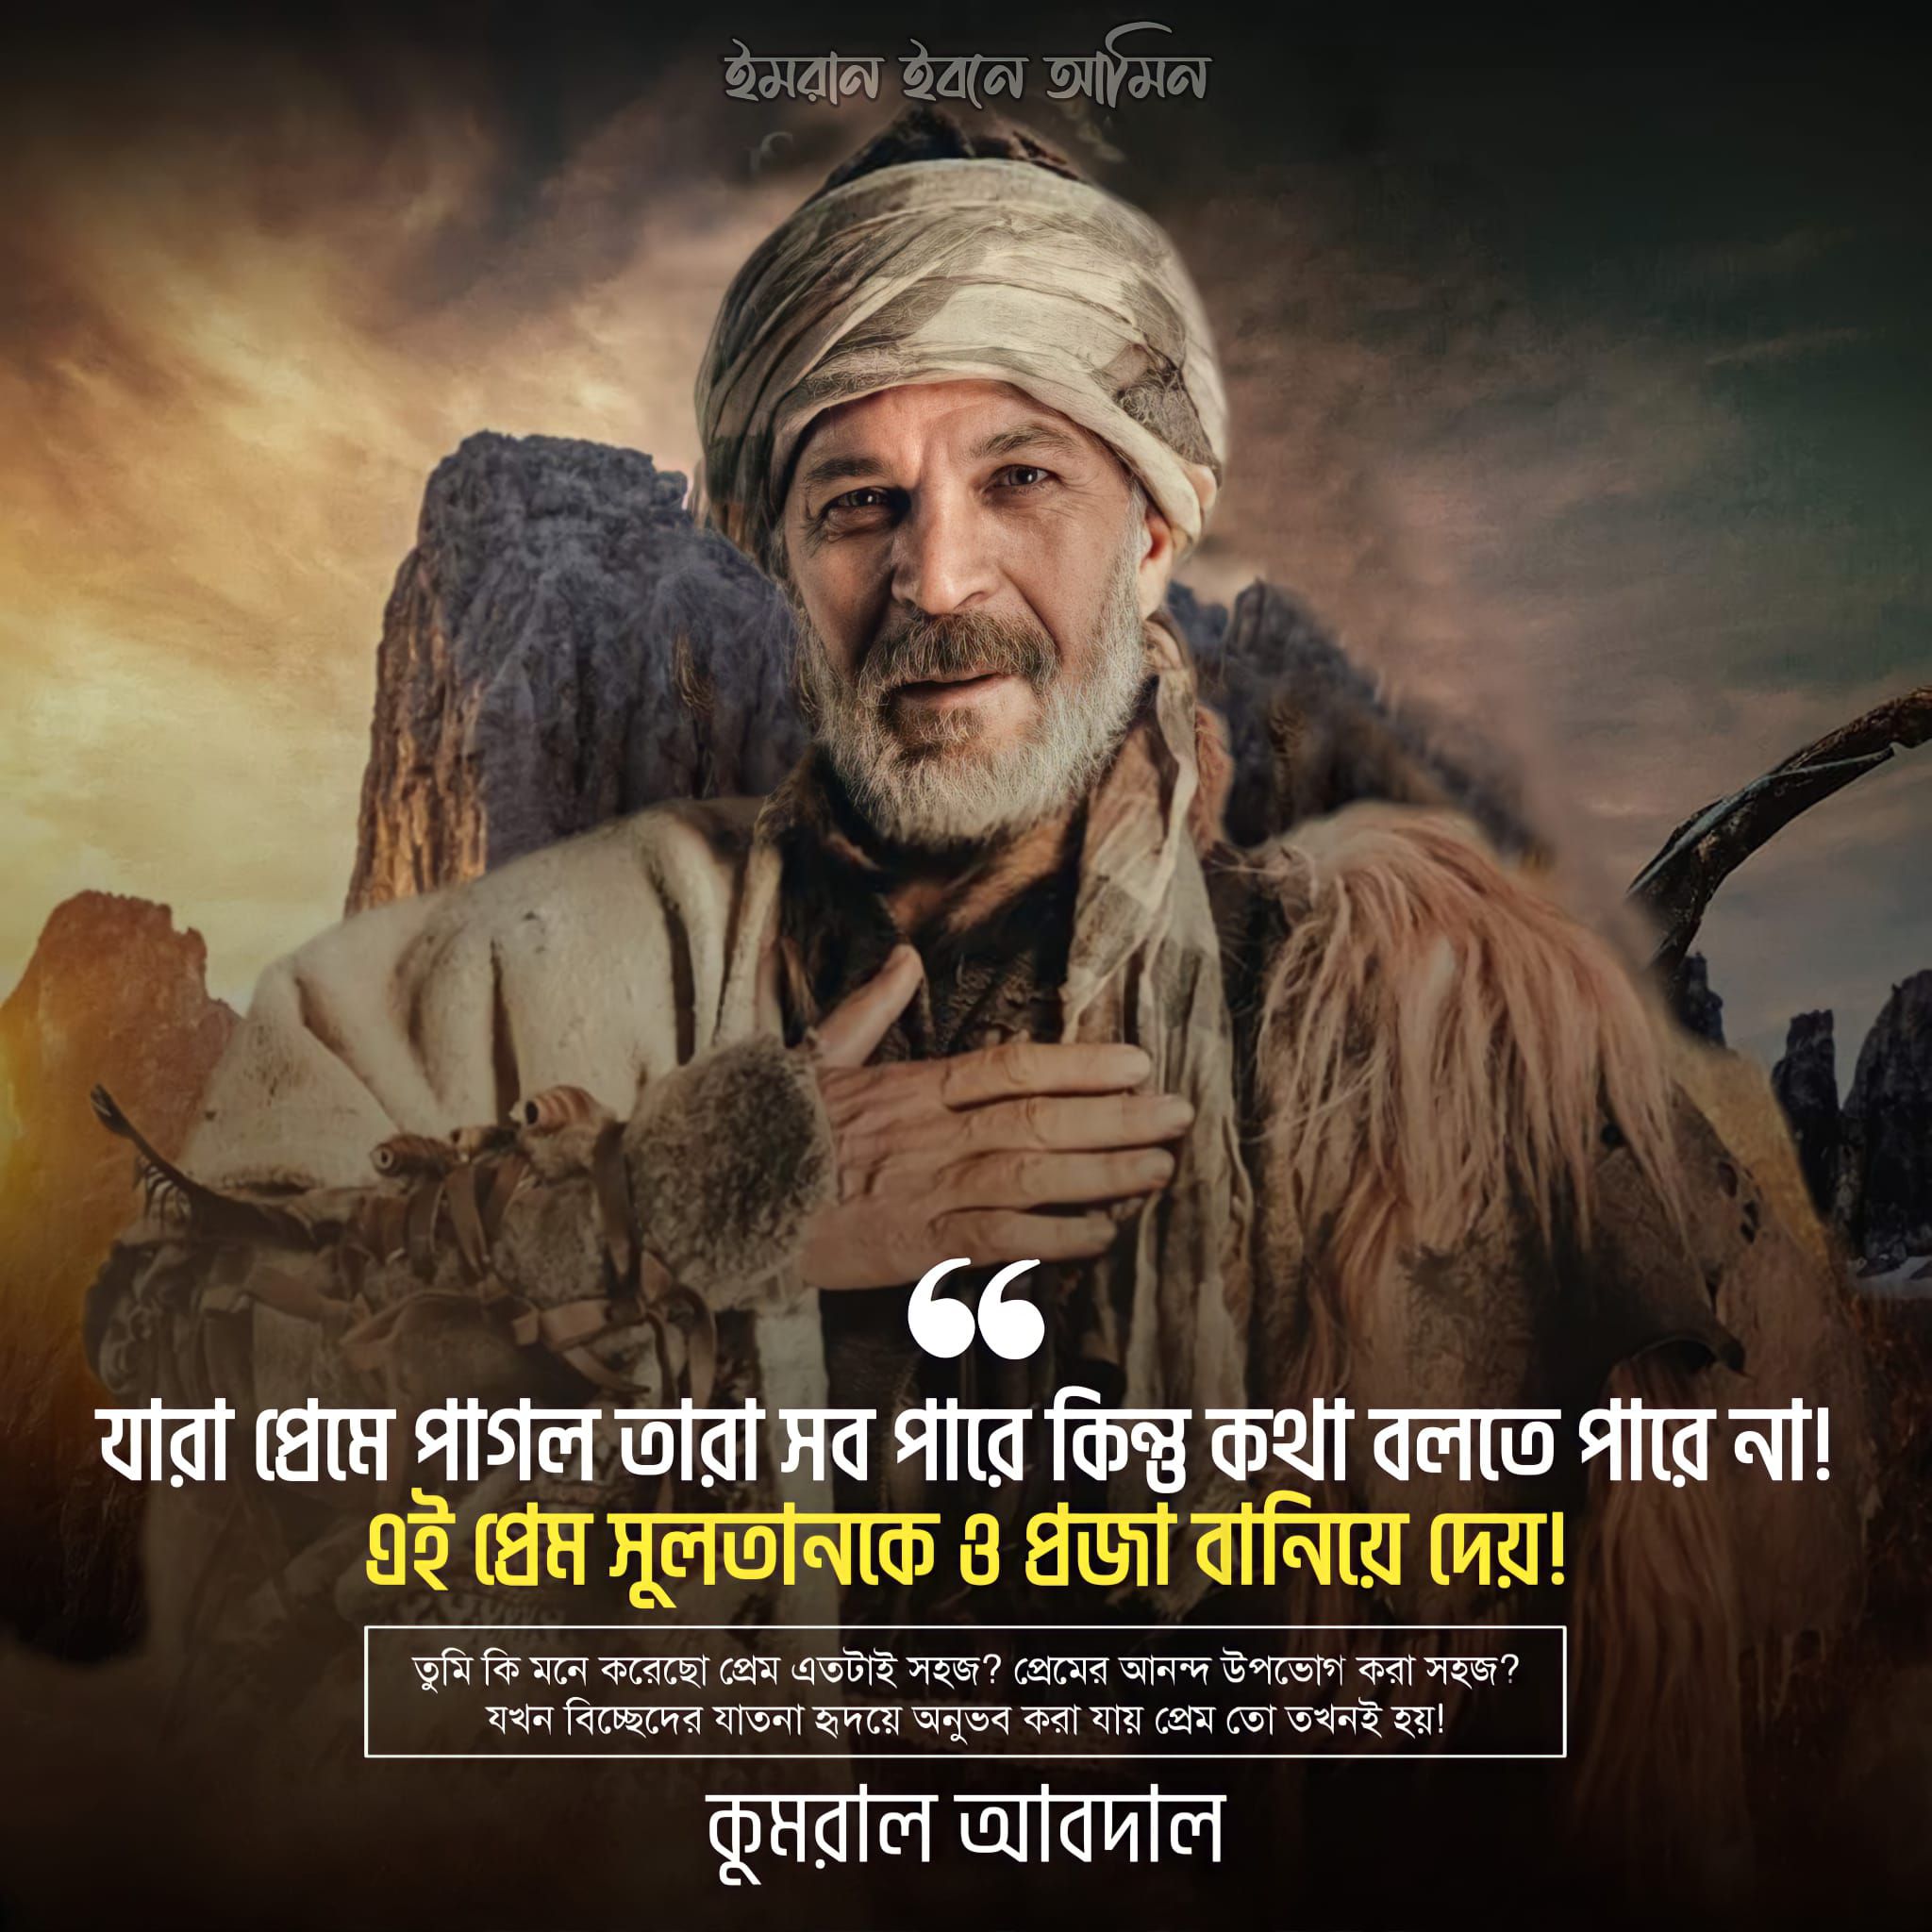 ইমরান ইবনে আমিন
যারা প্রেমে পাগল তারা সব পারে কিন্তু কথা বলতে পারে না!
এই প্রেম সুলতানকে ও প্রজা বানিয়ে দেয়!
তুমি কি মনে করেছো প্রেম এতটাই সহজ? প্রেমের আনন্দ উপভোগ করা সহজ?
যখন বিচ্ছেদের যাতনা হৃদয়ে অনুভব করা যায় প্রেম তো তখনই হয়!
কুমরাল আবদাল